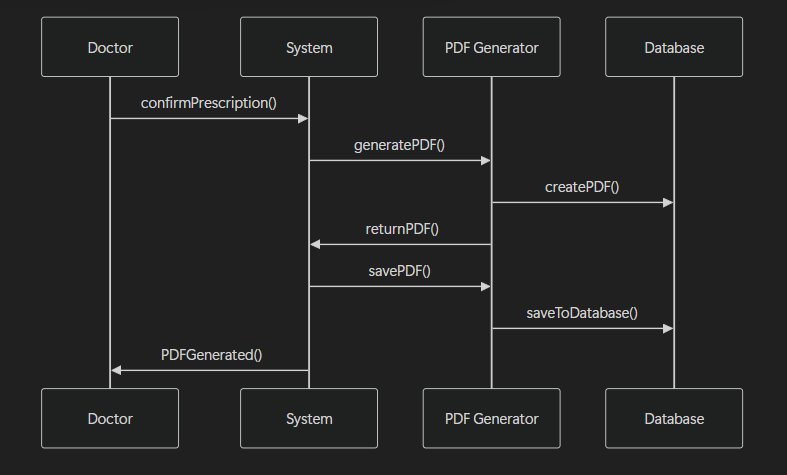 Doctor
System
PDF Generator
Database
confirmPrescription()
generatePDF()
createPDF()
returnPDF()
savePDF()
saveToDatabase()
PDFGenerated()
Doctor
System
PDF Generator
Database